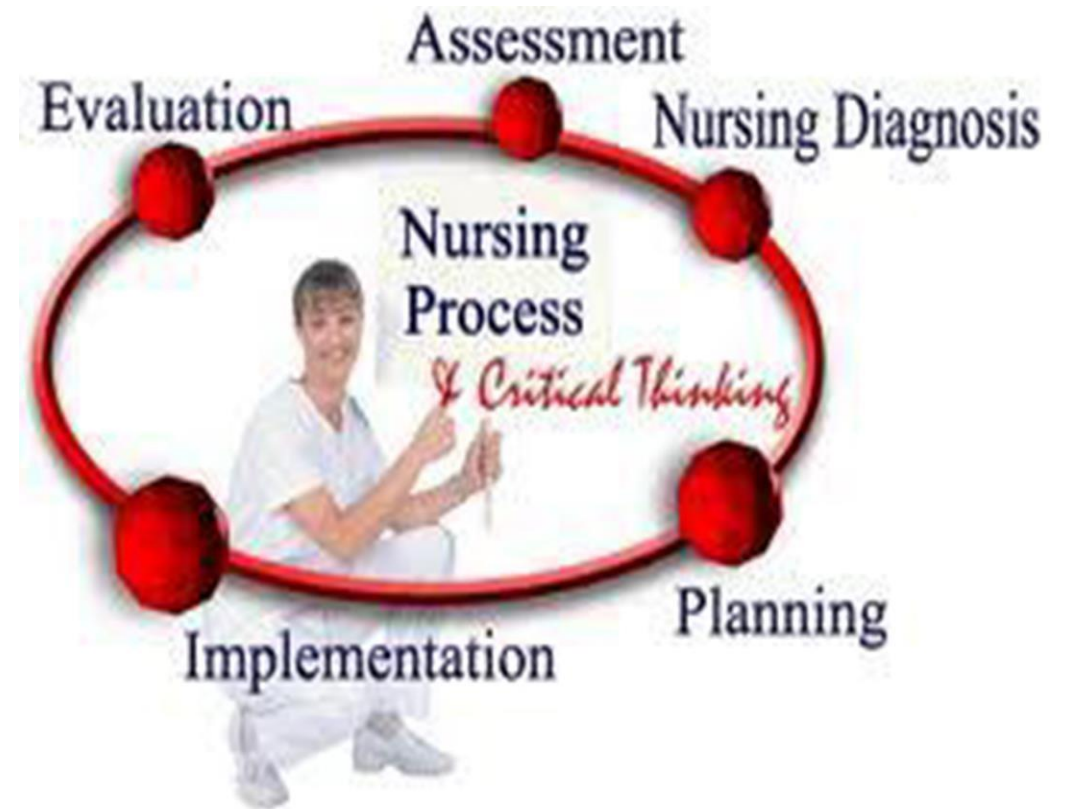 Assessment
Evaluation
Nursing Diagnosis
Nursing
Process
& Critical Thinking
Planning
Implementation